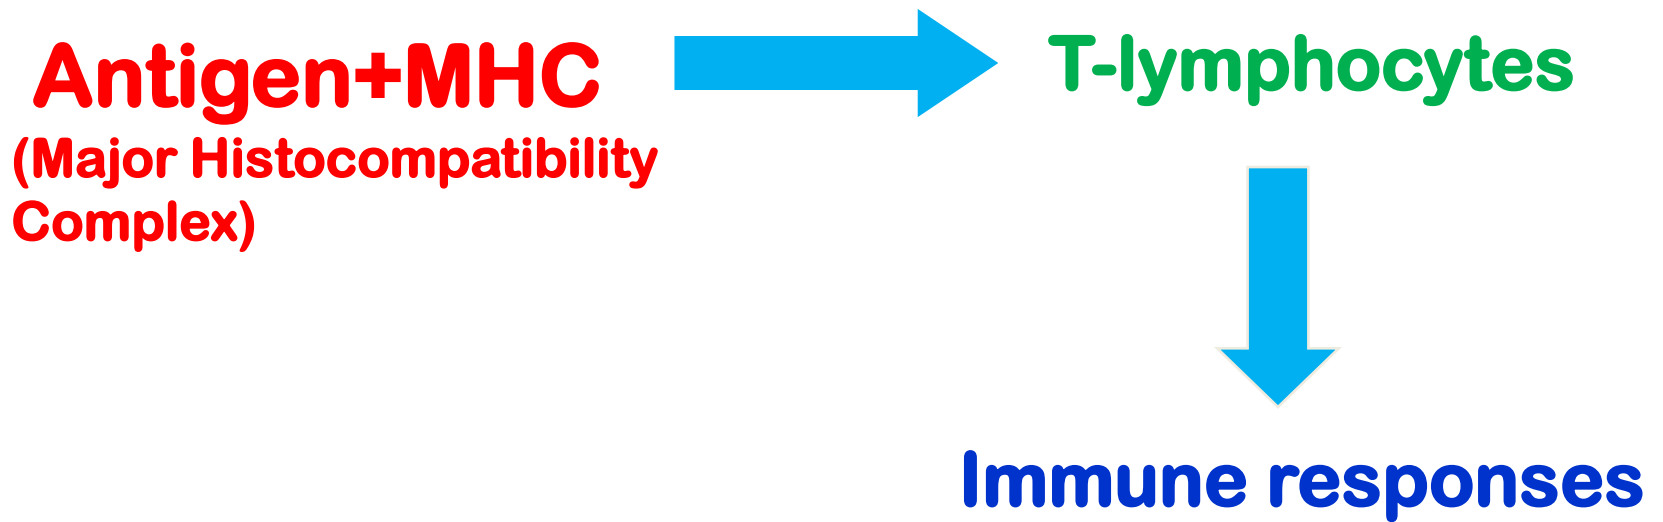 Antigen+MHC
(Major Histocompatibility
Complex)
T-lymphocytes
Immune responses